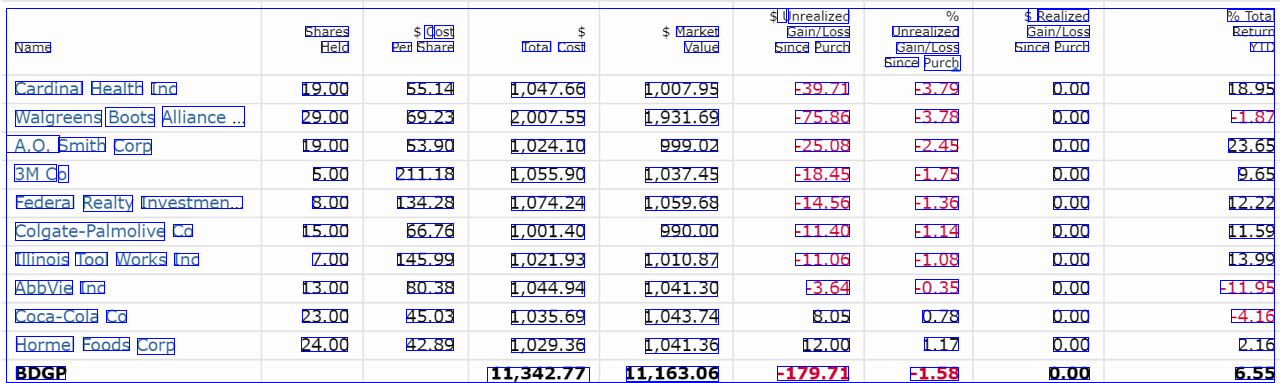 Name Shares Held $ Cost Per Share Total $ Cost $ Market Value $ Unrealized Gain/Loss Since Purch % Unrealized Gain/Loss Since Purch $ Realized Gain/Loss Since Purch % Total Return YTD
Cardinal Health Inc 19.00 55.14 1,047.66 1,007.95 -39.71 -3.79 0.00 18.95
Walgreens Boots Alliance ... 29.00 69.23 2,007.55 1,931.69 -75.86 -3.78 0.00 -1.87
A.O. Smith Corp 19.00 53.90 1,024.10 999.02 -25.08 -2.45 0.00 23.65
3M Co 5.00 211.18 1,055.90 1,037.45 -18.45 -1.75 0.00 9.65
Federal Realty Investmen... 8.00 134.28 1,074.24 1,059.68 -14.56 -1.36 0.00 12.22
Colgate-Palmolive Co 15.00 66.76 1,001.40 990.00 -11.40 -1.14 0.00 11.59
Illinois Tool Works Inc 7.00 145.99 1,021.93 1,010.87 -11.06 -1.08 0.00 13.99
AbbVie Inc 13.00 80.38 1,044.94 1,041.30 -3.64 -0.35 0.00 -11.95
Coca-Cola Co 23.00 45.03 1,035.69 1,043.74 8.05 0.78 0.00 -4.16
Hormel Foods Corp 24.00 42.89 1,029.36 1,041.36 12.00 1.17 0.00 2.16
BDGP 11,342.77 11,163.06 -179.71 -1.58 0.00 6.55